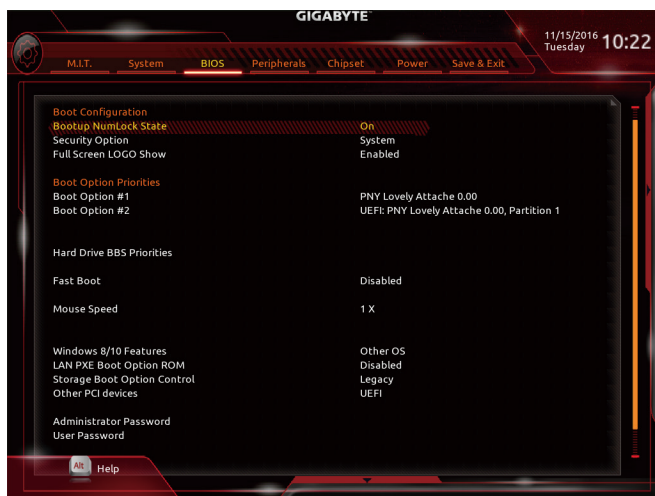 GIGABYTE
11/15/2016 10:22
Tuesday
M.I.T. System BIOS Peripherals Chipset Power Save & Exit
Boot Configuration
Bootup NumLock State On
Security Option System
Full Screen LOGO Show Enabled
Boot Option Priorities
Boot Option #1 PNY Lovely Attache 0.00
Boot Option #2 UEFI: PNY Lovely Attache 0.00, Partition 1
Hard Drive BBS Priorities
Fast Boot Disabled
Mouse Speed 1 X
Windows 8/10 Features Other OS
LAN PXE Boot Option ROM Disabled
Storage Boot Option Control Legacy
Other PCI devices UEFI
Administrator Password
User Password
Alt Help